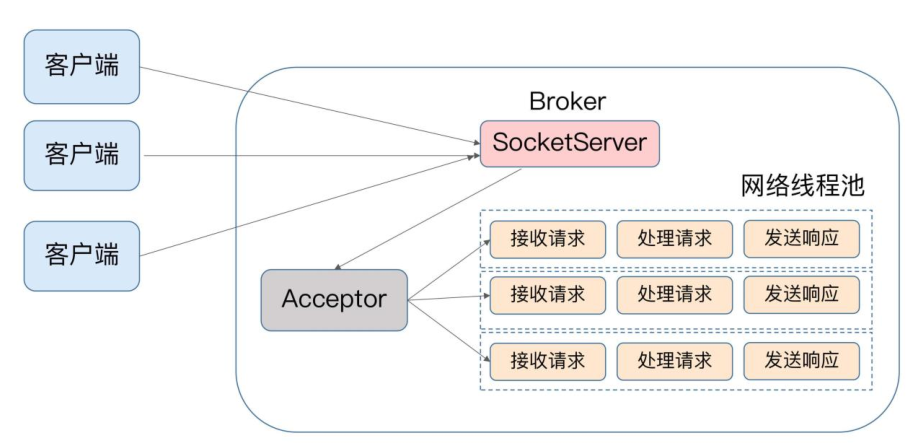 客户端
客户端
客户端
Broker
SocketServer
网络线程池
Acceptor
接收请求 处理请求 发送响应
接收请求 处理请求 发送响应
接收请求 处理请求 发送响应